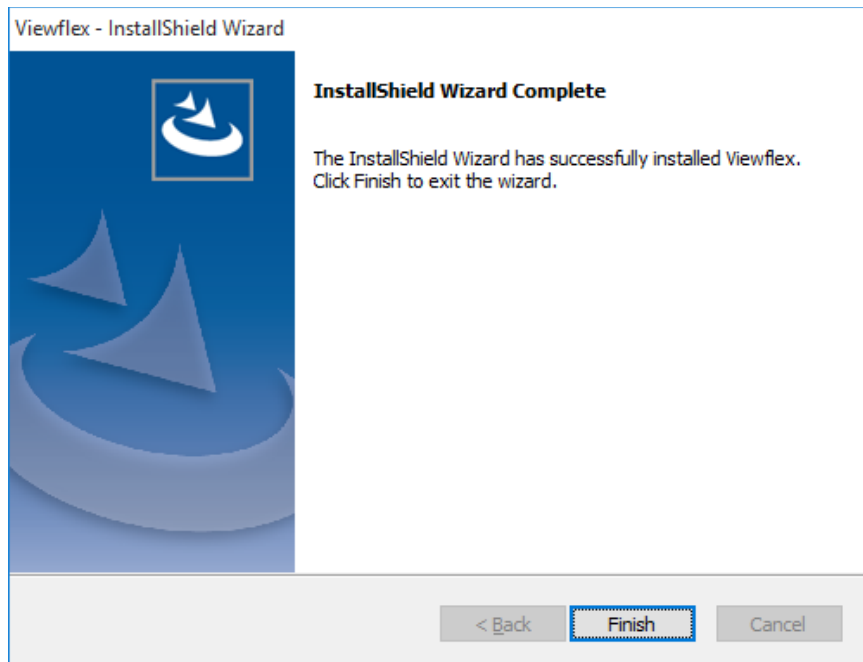 Viewflex - InstallShield Wizard
InstallShield Wizard Complete
The InstallShield Wizard has successfully installed Viewflex.
Click Finish to exit the wizard.
< Back
Finish
Cancel